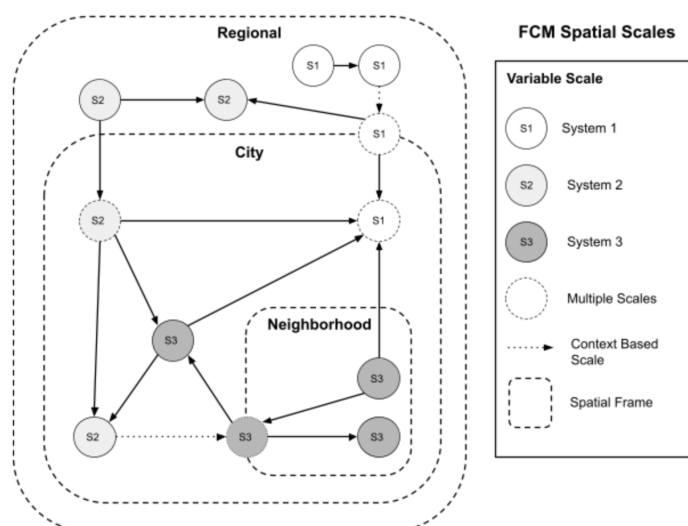 Regional
FCM Spatial Scales
S1
S1
Variable Scale
S2
S2
S1
System 1
S1
City
S2
System 2
S2
S1
S3
System 3
Multiple Scales
Neighborhood
S3
Context Based
Scale
S3
Spatial Frame
S2
S3
S3